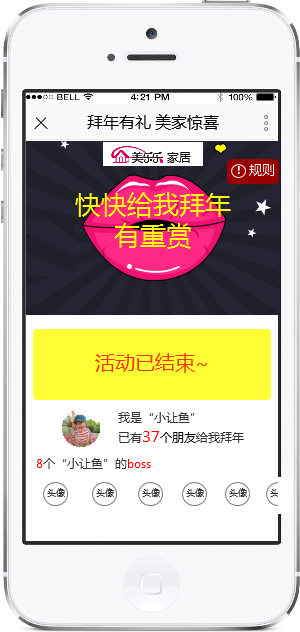 ●●●○○ BELL 4:21 PM 100%
拜年有礼 美家惊喜
美乐乐 家居
规则
快快给我拜年
有重赏
活动已结束~
我是“小让鱼”
已有37个朋友给我拜年
8个“小让鱼”的boss
头像 头像 头像 头像 头像 头像